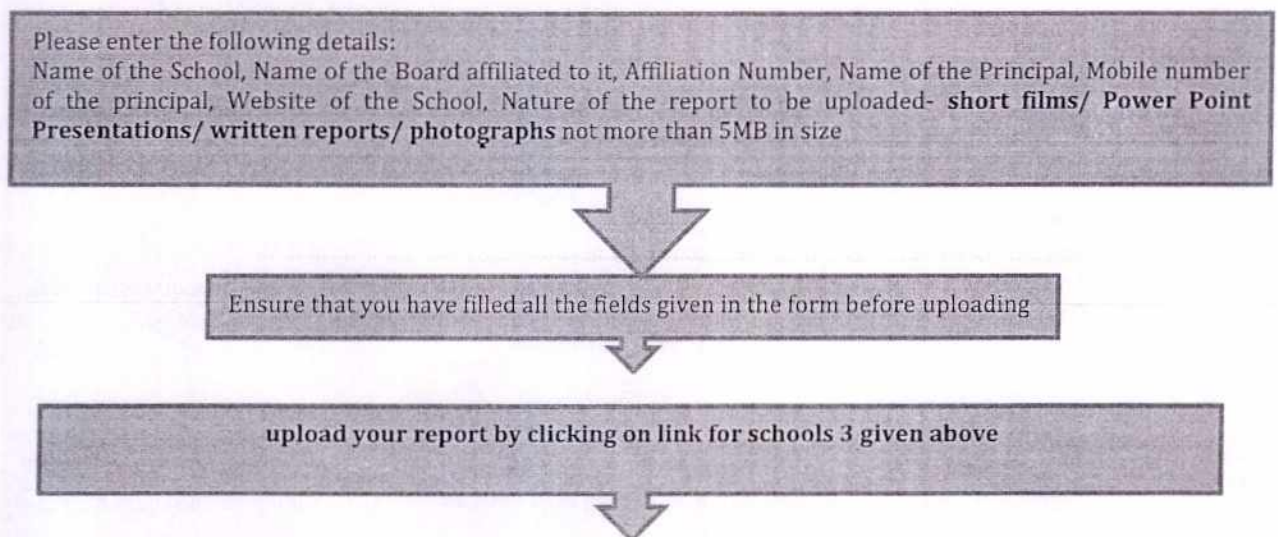 Please enter the following details:
Name of the School, Name of the Board affiliated to it, Affiliation Number, Name of the Principal, Mobile number
of the principal, Website of the School, Nature of the report to be uploaded- short films/ Power Point
Presentations/ written reports/ photographs not more than 5MB in size
Ensure that you have filled all the fields given in the form before uploading
upload your report by clicking on link for schools 3 given above